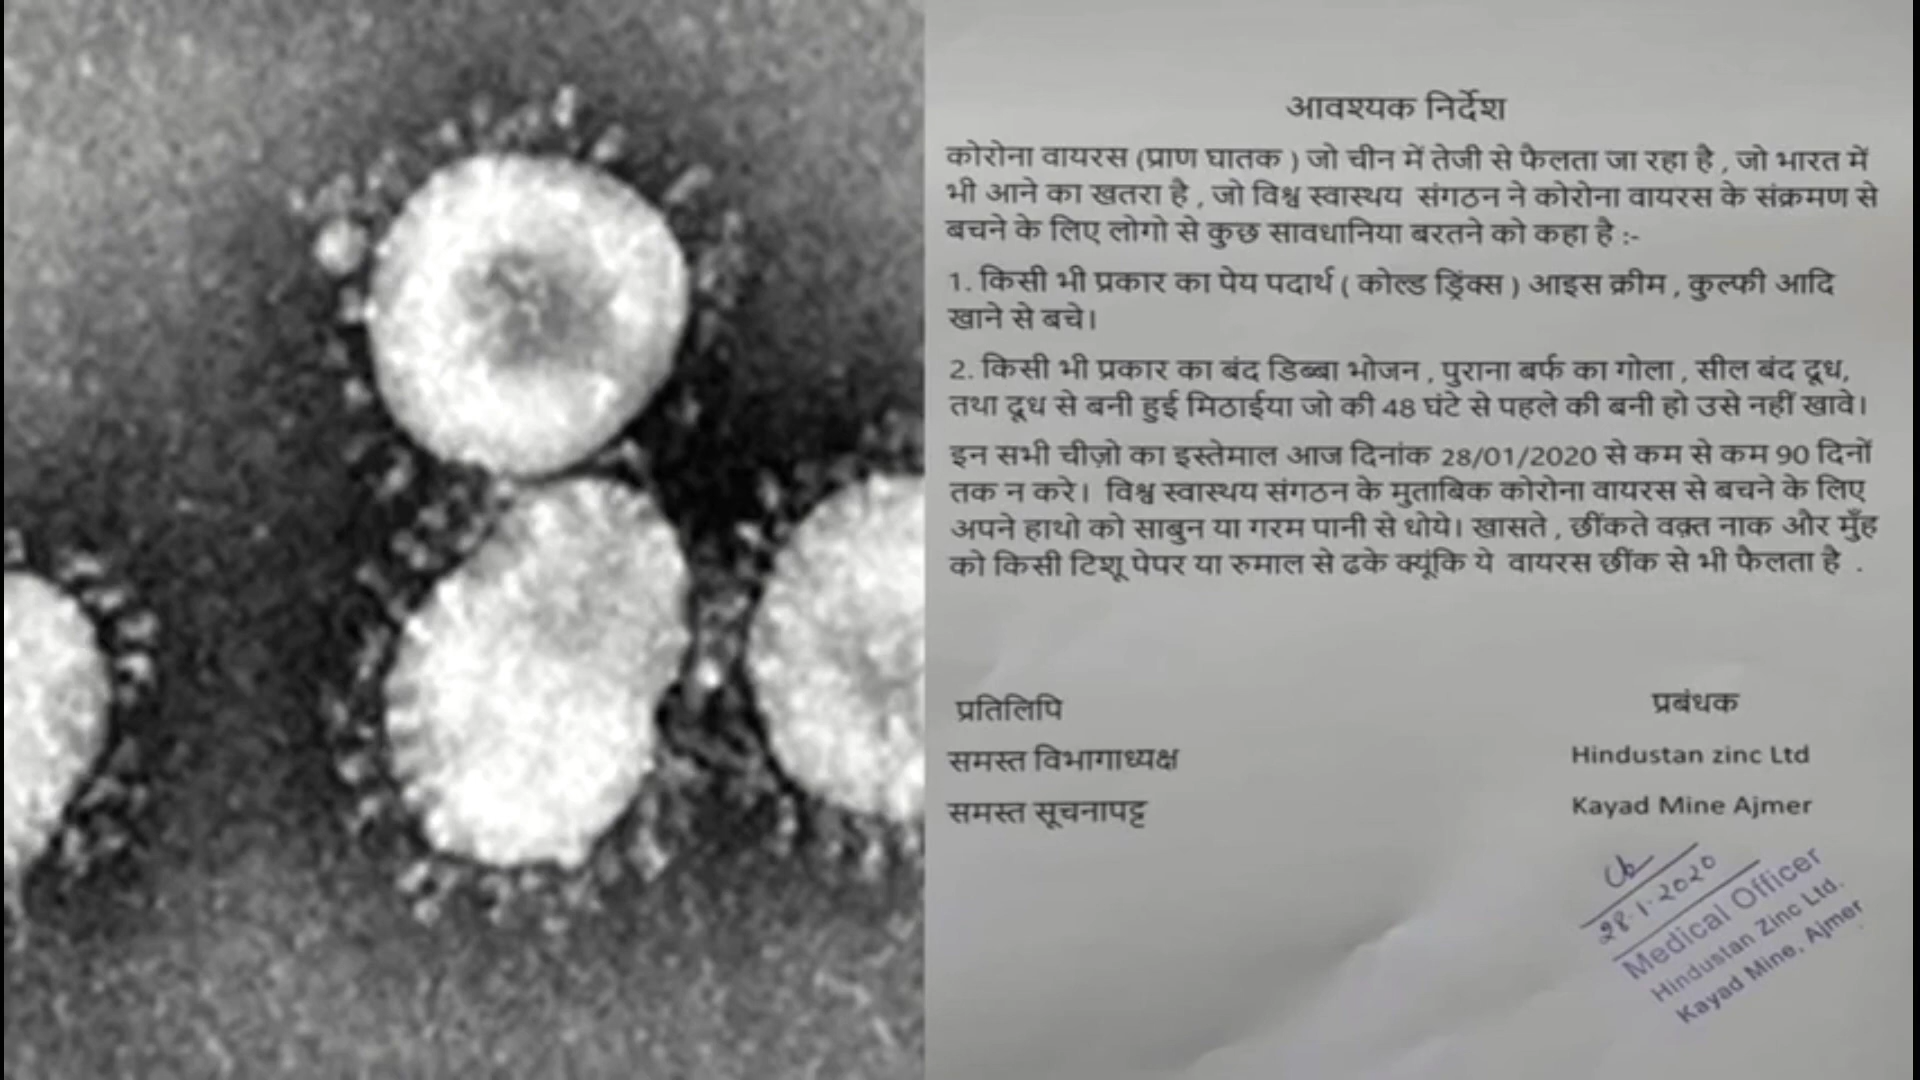 आवश्यक निर्देश
कोरोना वायरस (प्राण घातक ) जो चीन में तेजी से फैलता जा रहा है , जो भारत में
भी आने का खतरा है , जो विश्व स्वास्थय संगठन ने कोरोना वायरस के संक्रमण से
बचने के लिए लोगो से कुछ सावधानिया बरतने को कहा है :-
1. किसी भी प्रकार का पेय पदार्थ ( कोल्ड ड्रिंक्स ) आइस क्रीम , कुल्फी आदि
खाने से बचे।
2. किसी भी प्रकार का बंद डिब्बा भोजन , पुराना बर्फ का गोला , सील बंद दूध,
तथा दूध से बनी हुई मिठाईया जो की 48 घंटे से पहले की बनी हो उसे नहीं खावे।
इन सभी चीज़ो का इस्तेमाल आज दिनांक 28/01/2020 से कम से कम 90 दिनों
तक न करे। विश्व स्वास्थय संगठन के मुताबिक कोरोना वायरस से बचने के लिए
अपने हाथो को साबुन या गरम पानी से धोये। खासते , छींकते वक़्त नाक और मुँह
को किसी टिशू पेपर या रुमाल से ढके क्यूंकि ये वायरस छींक से भी फैलता है .
प्रतिलिपि
समस्त विभागाध्यक्ष
समस्त सूचनापट्ट
प्रबंधक
Hindustan zinc Ltd
Kayad Mine Ajmer
28.1.2020
Medical Officer
Hindustan Zinc Ltd.
Kayad Mine, Ajmer